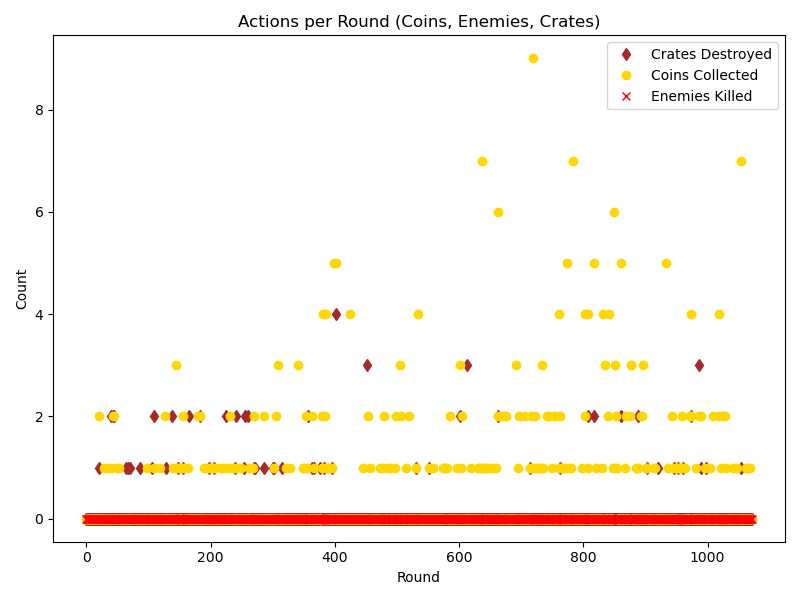 Actions per Round (Coins, Enemies, Crates)
Crates Destroyed
Coins Collected
Enemies Killed
Count
8
6
4
2
0
0 200 400 600 800 1000
Round